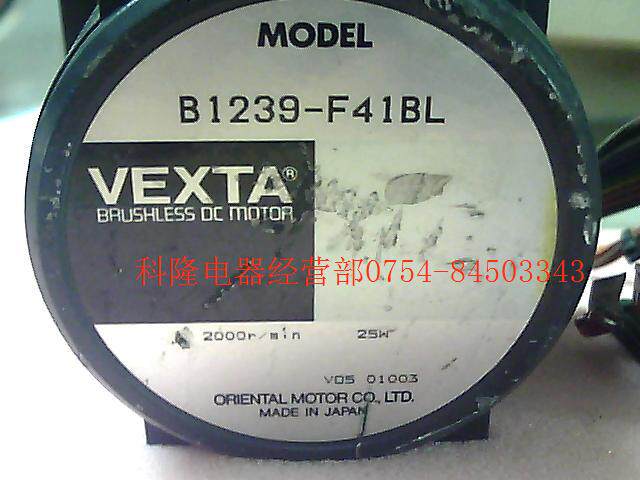 MODEL
B1239-F41BL
VEXTA®
BRUSHLESS DC MOTOR
科隆电器经营部0754-84503343
2000r/min 25W
VDS 01003
ORIENTAL MOTOR CO., LTD.
MADE IN JAPAN